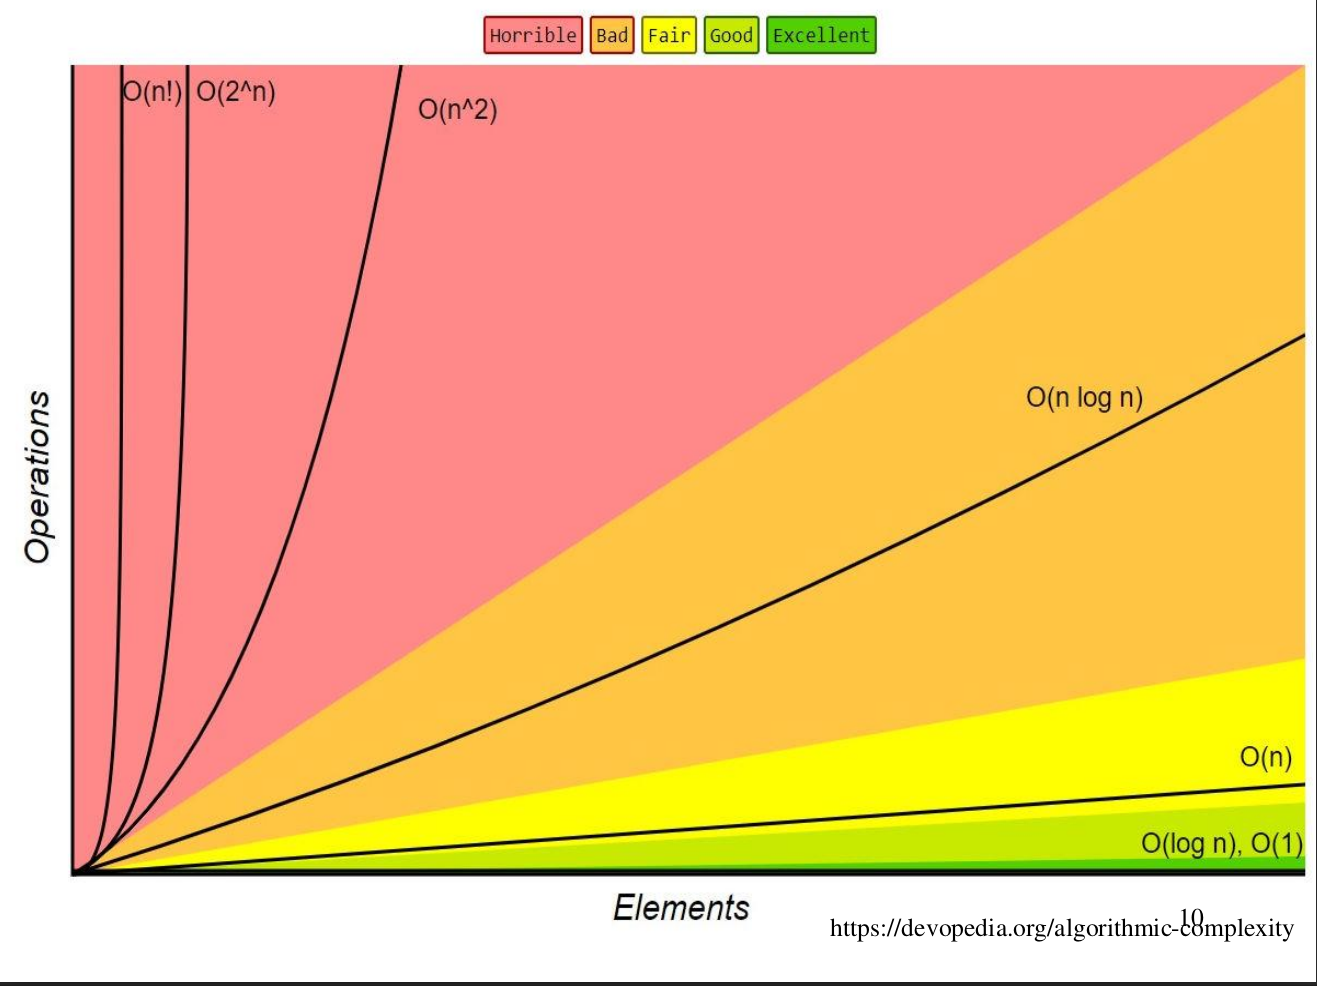 Horrible Bad Fair Good Excellent
O(n!) O(2^n)
O(n^2)
O(n log n)
Operations
O(n)
O(log n), O(1)
Elements
10
https://devopedia.org/algorithmic-complexity